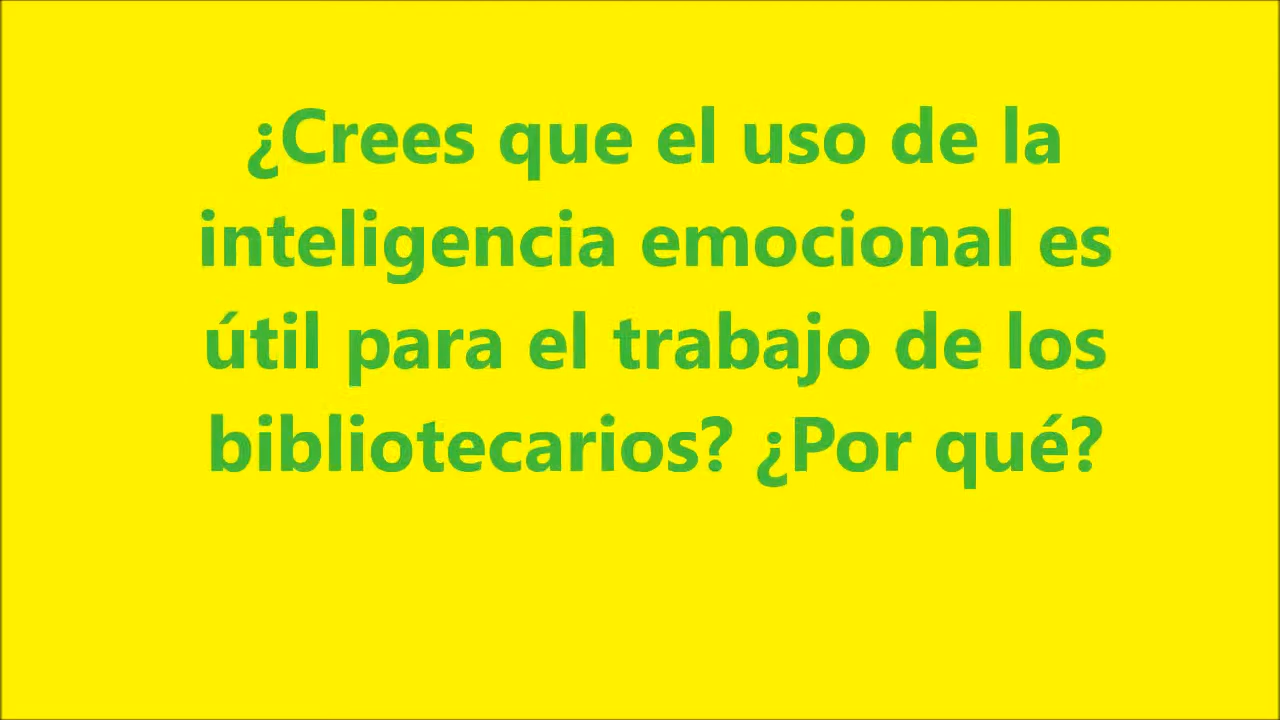 ¿Crees que el uso de la
inteligencia emocional es
útil para el trabajo de los
bibliotecarios? ¿Por qué?